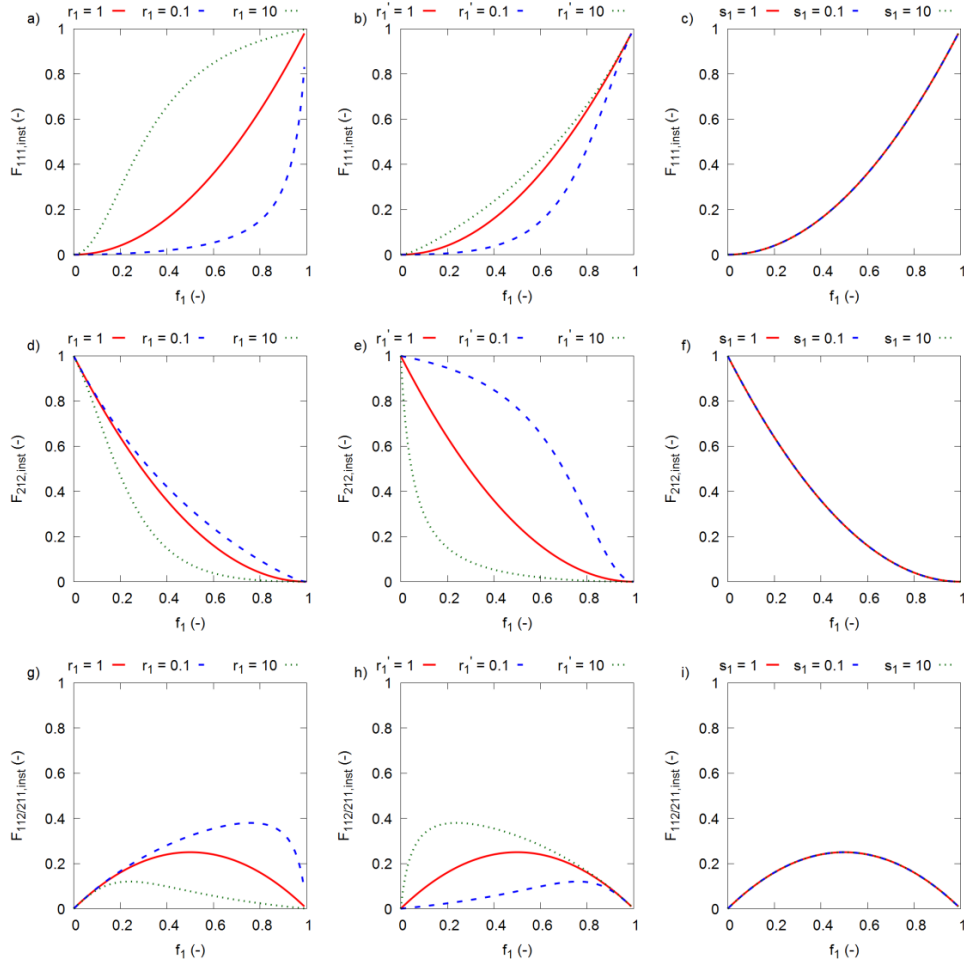 a) r₁ = 1 r₁ = 0.1 r₁ = 10
1
0.8
0.6
0.4
0.2
0
0 0.2 0.4 0.6 0.8 1
F₁₁₁,inst (-)
f₁ (-)
b) r₁' = 1 r₁' = 0.1 r₁' = 10
1
0.8
0.6
0.4
0.2
0
0 0.2 0.4 0.6 0.8 1
F₁₁₁,inst (-)
f₁ (-)
c) s₁ = 1 s₁ = 0.1 s₁ = 10
1
0.8
0.6
0.4
0.2
0
0 0.2 0.4 0.6 0.8 1
F₁₁₁,inst (-)
f₁ (-)
d) r₁ = 1 r₁ = 0.1 r₁ = 10
1
0.8
0.6
0.4
0.2
0
0 0.2 0.4 0.6 0.8 1
F₂₁₂,inst (-)
f₁ (-)
e) r₁' = 1 r₁' = 0.1 r₁' = 10
1
0.8
0.6
0.4
0.2
0
0 0.2 0.4 0.6 0.8 1
F₂₁₂,inst (-)
f₁ (-)
f) s₁ = 1 s₁ = 0.1 s₁ = 10
1
0.8
0.6
0.4
0.2
0
0 0.2 0.4 0.6 0.8 1
F₂₁₂,inst (-)
f₁ (-)
g) r₁ = 1 r₁ = 0.1 r₁ = 10
1
0.8
0.6
0.4
0.2
0
0 0.2 0.4 0.6 0.8 1
F₁₁₂/₂₁₁,inst (-)
f₁ (-)
h) r₁' = 1 r₁' = 0.1 r₁' = 10
1
0.8
0.6
0.4
0.2
0
0 0.2 0.4 0.6 0.8 1
F₁₁₂/₂₁₁,inst (-)
f₁ (-)
i) s₁ = 1 s₁ = 0.1 s₁ = 10
1
0.8
0.6
0.4
0.2
0
0 0.2 0.4 0.6 0.8 1
F₁₁₂/₂₁₁,inst (-)
f₁ (-)